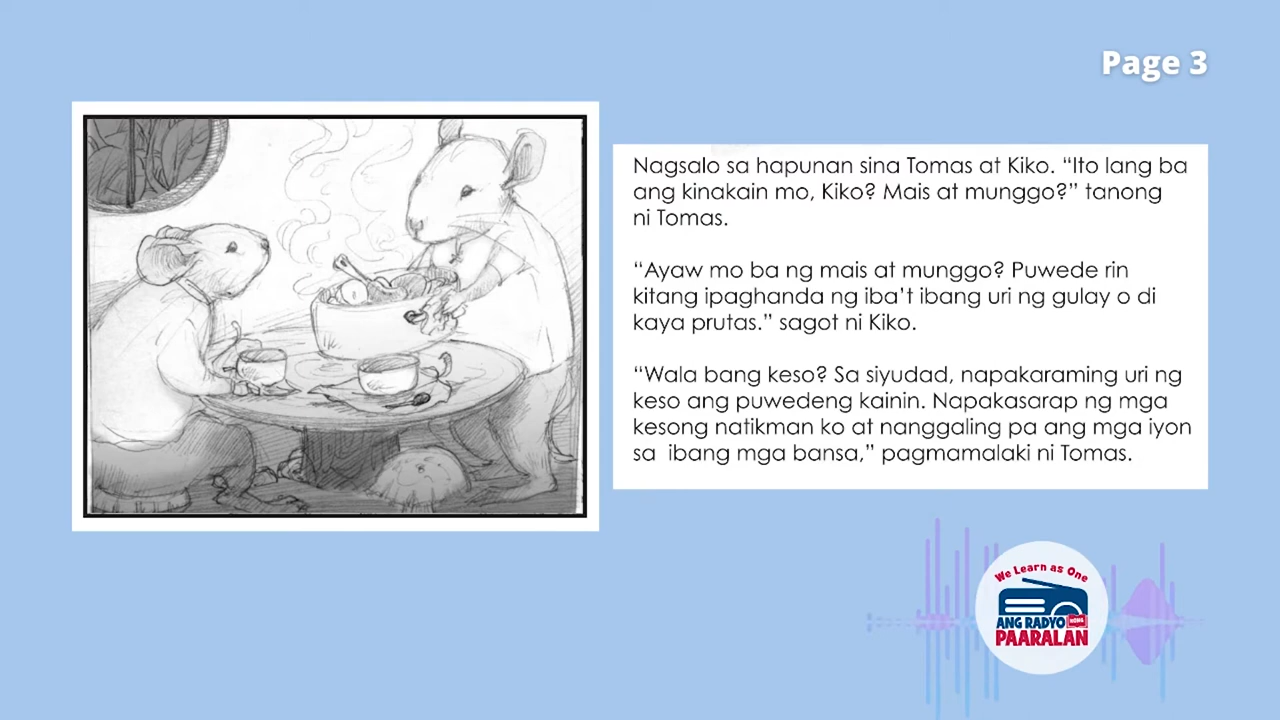 Page 3
Nagsalo sa hapunan sina Tomas at Kiko. “Ito lang ba
ang kinakain mo, Kiko? Mais at munggo?” tanong
ni Tomas.
“Ayaw mo ba ng mais at munggo? Puwede rin
kitang ipaghanda ng iba’t ibang uri ng gulay o di
kaya prutas.” sagot ni Kiko.
“Wala bang keso? Sa siyudad, napakaraming uri ng
keso ang puwedeng kainin. Napakasarap ng mga
kesong natikman ko at nanggaling pa ang mga iyon
sa  ibang mga bansa,” pagmamalaki ni Tomas.
We Learn as One
ANG RADYO
PAARALAN